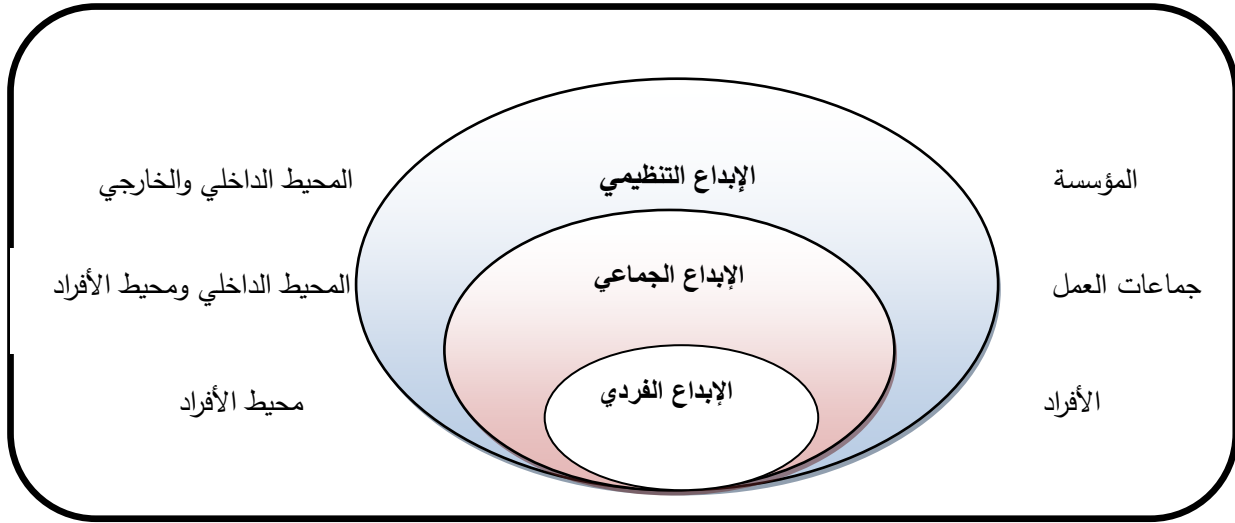 المؤسسة الإبداع التنظيمي المحيط الداخلي والخارجي
جماعات العمل الإبداع الجماعي المحيط الداخلي ومحيط الأفراد
الأفراد الإبداع الفردي محيط الأفراد